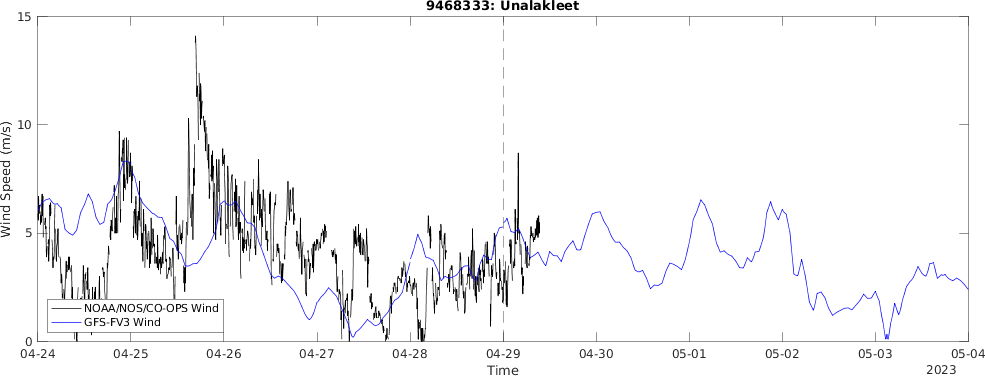 9468333: Unalakleet
15
10
5
0
Wind Speed (m/s)
NOAA/NOS/CO-OPS Wind
GFS-FV3 Wind
04-24 04-25 04-26 04-27 04-28 04-29 04-30 05-01 05-02 05-03 05-04
Time
2023